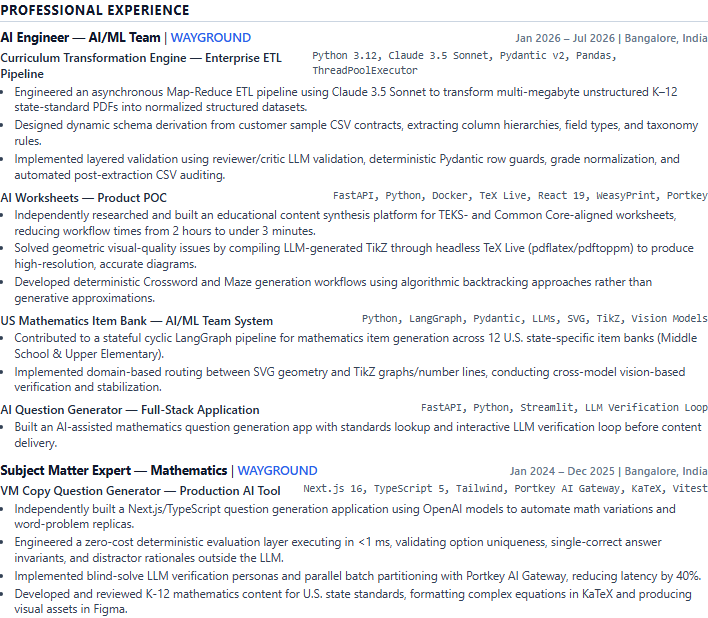 PROFESSIONAL EXPERIENCE
AI Engineer — AI/ML Team | WAYGROUND
Jan 2026 – Jul 2026 | Bangalore, India
Curriculum Transformation Engine — Enterprise ETL
Pipeline
Python 3.12, Claude 3.5 Sonnet, Pydantic v2, Pandas,
ThreadPoolExecutor
• Engineered an asynchronous Map-Reduce ETL pipeline using Claude 3.5 Sonnet to transform multi-megabyte unstructured K–12
state-standard PDFs into normalized structured datasets.
• Designed dynamic schema derivation from customer sample CSV contracts, extracting column hierarchies, field types, and taxonomy
rules.
• Implemented layered validation using reviewer/critic LLM validation, deterministic Pydantic row guards, grade normalization, and
automated post-extraction CSV auditing.
AI Worksheets — Product POC
FastAPI, Python, Docker, TeX Live, React 19, WeasyPrint, Portkey
• Independently researched and built an educational content synthesis platform for TEKS- and Common Core-aligned worksheets,
reducing workflow times from 2 hours to under 3 minutes.
• Solved geometric visual-quality issues by compiling LLM-generated TikZ through headless TeX Live (pdflatex/pdftoppm) to produce
high-resolution, accurate diagrams.
• Developed deterministic Crossword and Maze generation workflows using algorithmic backtracking approaches rather than
generative approximations.
US Mathematics Item Bank — AI/ML Team System
Python, LangGraph, Pydantic, LLMs, SVG, TikZ, Vision Models
• Contributed to a stateful cyclic LangGraph pipeline for mathematics item generation across 12 U.S. state-specific item banks (Middle
School & Upper Elementary).
• Implemented domain-based routing between SVG geometry and TikZ graphs/number lines, conducting cross-model vision-based
verification and stabilization.
AI Question Generator — Full-Stack Application
FastAPI, Python, Streamlit, LLM Verification Loop
• Built an AI-assisted mathematics question generation app with standards lookup and interactive LLM verification loop before content
delivery.
Subject Matter Expert — Mathematics | WAYGROUND
Jan 2024 – Dec 2025 | Bangalore, India
VM Copy Question Generator — Production AI Tool
Next.js 16, TypeScript 5, Tailwind, Portkey AI Gateway, KaTeX, Vitest
• Independently built a Next.js/TypeScript question generation application using OpenAI models to automate math variations and
word-problem replicas.
• Engineered a zero-cost deterministic evaluation layer executing in <1 ms, validating option uniqueness, single-correct answer
invariants, and distractor rationales outside the LLM.
• Implemented blind-solve LLM verification personas and parallel batch partitioning with Portkey AI Gateway, reducing latency by 40%.
• Developed and reviewed K-12 mathematics content for U.S. state standards, formatting complex equations in KaTeX and producing
visual assets in Figma.